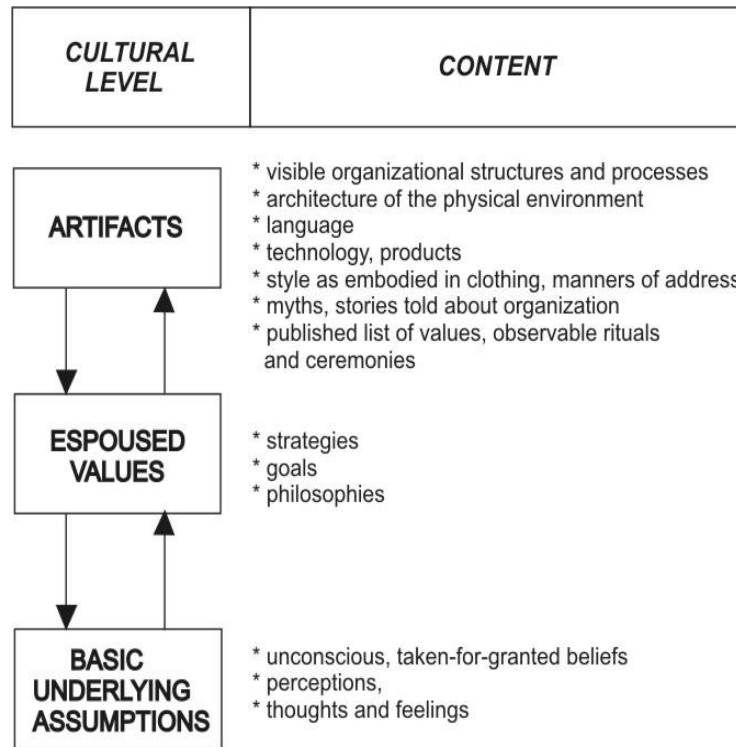 CULTURAL
LEVEL
CONTENT
ARTIFACTS
* visible organizational structures and processes
* architecture of the physical environment
* language
* technology, products
* style as embodied in clothing, manners of address
* myths, stories told about organization
* published list of values, observable rituals
and ceremonies
ESPOUSED
VALUES
* strategies
* goals
* philosophies
BASIC
UNDERLYING
ASSUMPTIONS
* unconscious, taken-for-granted beliefs
* perceptions,
* thoughts and feelings